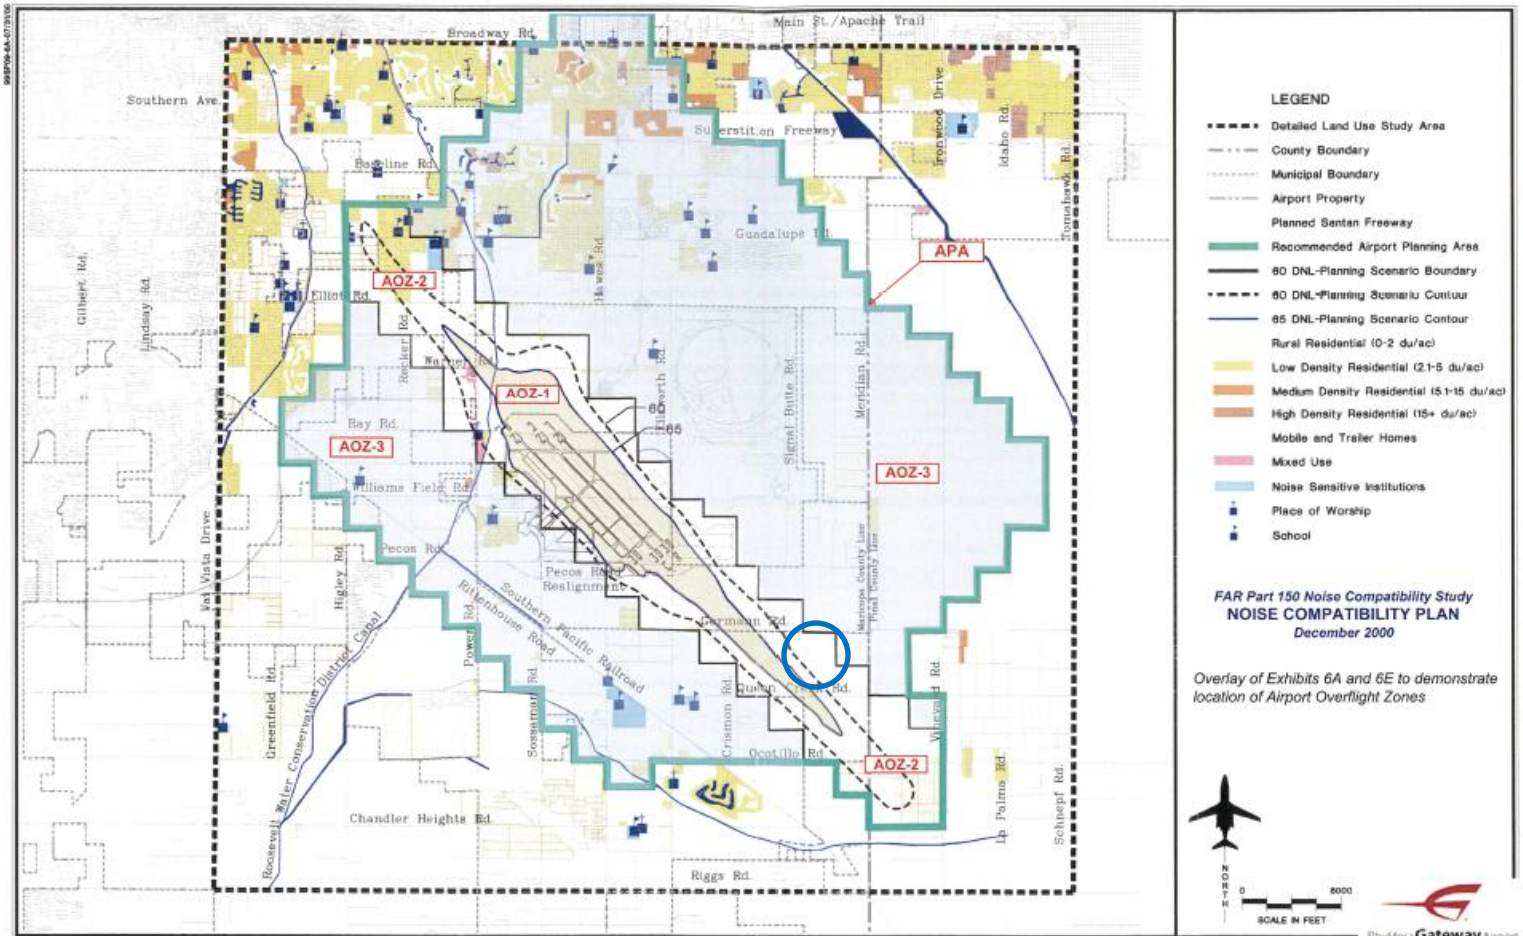 995P09-6A-07/31/00
Main St./Apache Trail
Broadway Rd.
Southern Ave.
Superstition Freeway
Ironwood Drive
Idaho Rd.
Tomahawk Rd.
Baseline Rd.
Guadalupe Rd.
APA
AOZ-2
Elliot Rd.
Hawes Rd.
Gilbert Rd.
Lindsay Rd.
Recker Rd.
Warner Rd.
Ellsworth Rd.
Signal Butte Rd.
Meridian Rd.
AOZ-1
60
65
Ray Rd.
AOZ-3
AOZ-3
Williams Field Rd.
Val Vista Drive
Higley Rd.
Pecos Rd.
Pecos Road
Realignment
Maricopa County Line
Pinal County Line
Southern Pacific Railroad
Rittenhouse Road
Germann Rd.
Power Rd.
Roosevelt Water Conservation District Canal
Greenfield Rd.
Sossaman Rd.
Crismon Rd.
Queen Creek Rd.
Vineyard Rd.
Ocotillo Rd.
AOZ-2
La Palma Rd.
Schnepf Rd.
Chandler Heights Rd.
Riggs Rd.
LEGEND
Detailed Land Use Study Area
County Boundary
Municipal Boundary
Airport Property
Planned Santan Freeway
Recommended Airport Planning Area
60 DNL-Planning Scenario Boundary
60 DNL-Planning Scenario Contour
65 DNL-Planning Scenario Contour
Rural Residential (0-2 du/ac)
Low Density Residential (2.1-5 du/ac)
Medium Density Residential (5.1-15 du/ac)
High Density Residential (15+ du/ac)
Mobile and Trailer Homes
Mixed Use
Noise Sensitive Institutions
Place of Worship
School
FAR Part 150 Noise Compatibility Study
NOISE COMPATIBILITY PLAN
December 2000
Overlay of Exhibits 6A and 6E to demonstrate
location of Airport Overflight Zones
NORTH
0 8000
SCALE IN FEET
Gateway